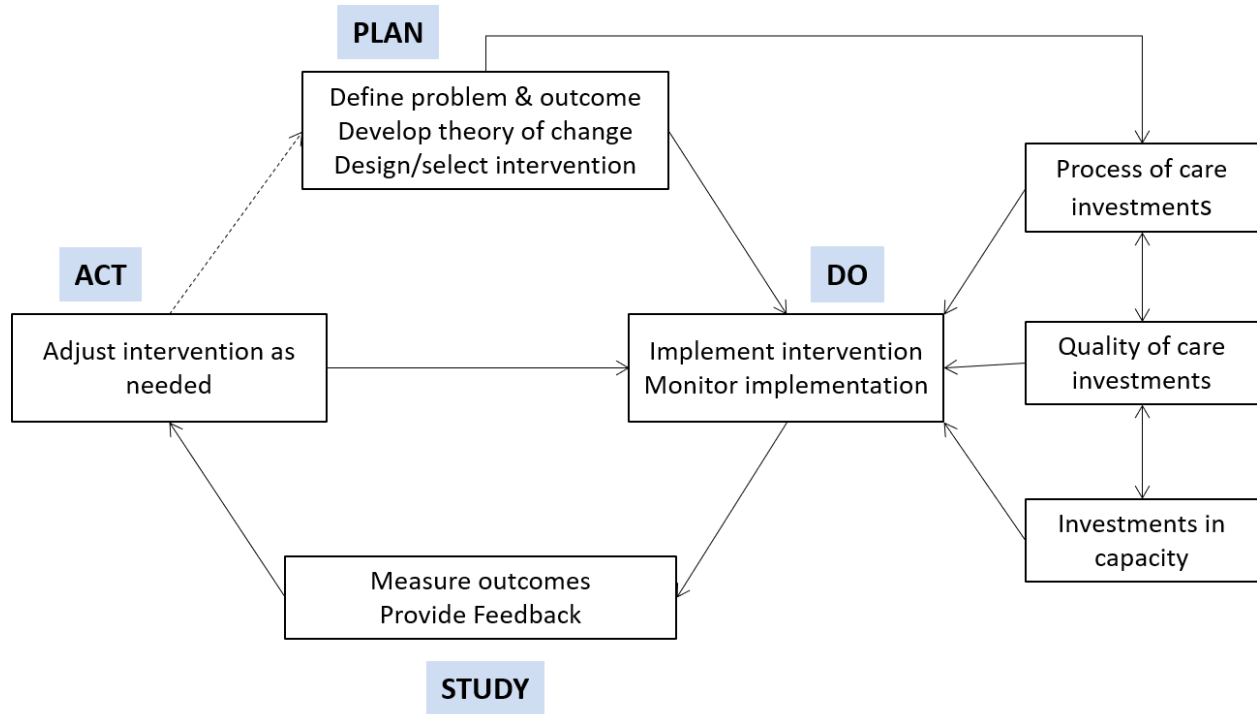 PLAN
Define problem & outcome
Develop theory of change
Design/select intervention
Process of care
investments
ACT
DO
Adjust intervention as
needed
Implement intervention
Monitor implementation
Quality of care
investments
Investments in
capacity
Measure outcomes
Provide Feedback
STUDY